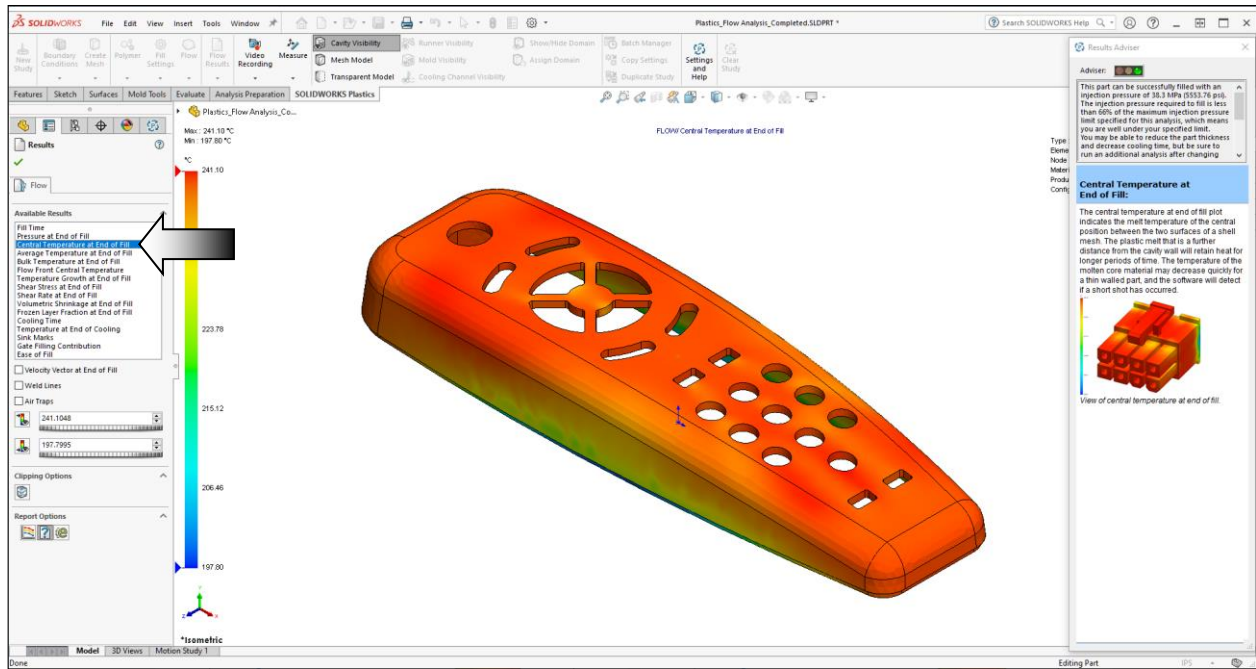 SOLIDWORKS File Edit View Insert Tools Window Plastics_Flow Analysis_Completed.SLDPRT * Search SOLIDWORKS Help
New Study
Boundary Conditions
Create Mesh
Polymer
Fill Settings
Flow
Flow Results
Video Recording
Measure
Cavity Visibility
Mesh Model
Transparent Model
Runner Visibility
Mold Visibility
Cooling Channel Visibility
Show/Hide Domain
Assign Domain
Batch Manager
Copy Settings
Duplicate Study
Settings and Help
Clear Study
Features Sketch Surfaces Mold Tools Evaluate Analysis Preparation SOLIDWORKS Plastics
Plastics_Flow Analysis_Co...
Results
Flow
Available Results
Fill Time
Pressure at End of Fill
Central Temperature at End of Fill
Average Temperature at End of Fill
Bulk Temperature at End of Fill
Flow Front Central Temperature
Temperature Growth at End of Fill
Shear Stress at End of Fill
Shear Rate at End of Fill
Volumetric Shrinkage at End of Fill
Frozen Layer Fraction at End of Fill
Cooling Time
Temperature at End of Cooling
Sink Marks
Gate Filling Contribution
Ease of Fill
Velocity Vector at End of Fill
Weld Lines
Air Traps
241.1048
197.7995
Clipping Options
Report Options
Max : 241.10 °C
Min : 197.80 °C
°C
241.10
223.78
215.12
206.46
197.80
FLOW/ Central Temperature at End of Fill
Type
Eleme
Node
Materi
Produ
Config
*Isometric
Results Adviser
Adviser:
This part can be successfully filled with an
injection pressure of 38.3 MPa (5553.76 psi).
The injection pressure required to fill is less
than 66% of the maximum injection pressure
limit specified for this analysis, which means
you are well under your specified limit.
You may be able to reduce the part thickness
and decrease cooling time, but be sure to
run an additional analysis after changing
Central Temperature at
End of Fill:
The central temperature at end of fill plot
indicates the melt temperature of the central
position between the two surfaces of a shell
mesh. The plastic melt that is a further
distance from the cavity wall will retain heat for
longer periods of time. The temperature of the
molten core material may decrease quickly for
a thin walled part, and the software will detect
if a short shot has occurred.
View of central temperature at end of fill.
Model 3D Views Motion Study 1
Done Editing Part IPS